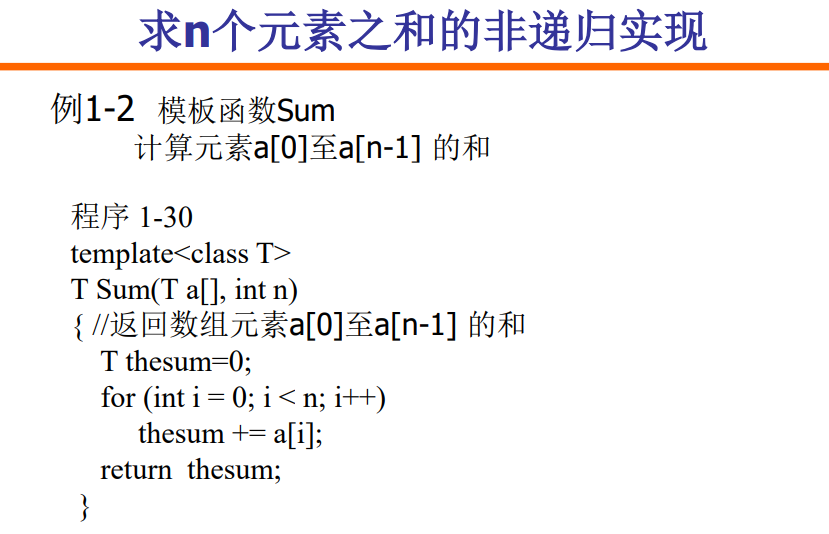 求n个元素之和的非递归实现
例1-2 模板函数Sum
计算元素a[0]至a[n-1] 的和
程序 1-30
template<class T>
T Sum(T a[], int n)
{ //返回数组元素a[0]至a[n-1] 的和
T thesum=0;
for (int i = 0; i < n; i++)
thesum += a[i];
return thesum;
}